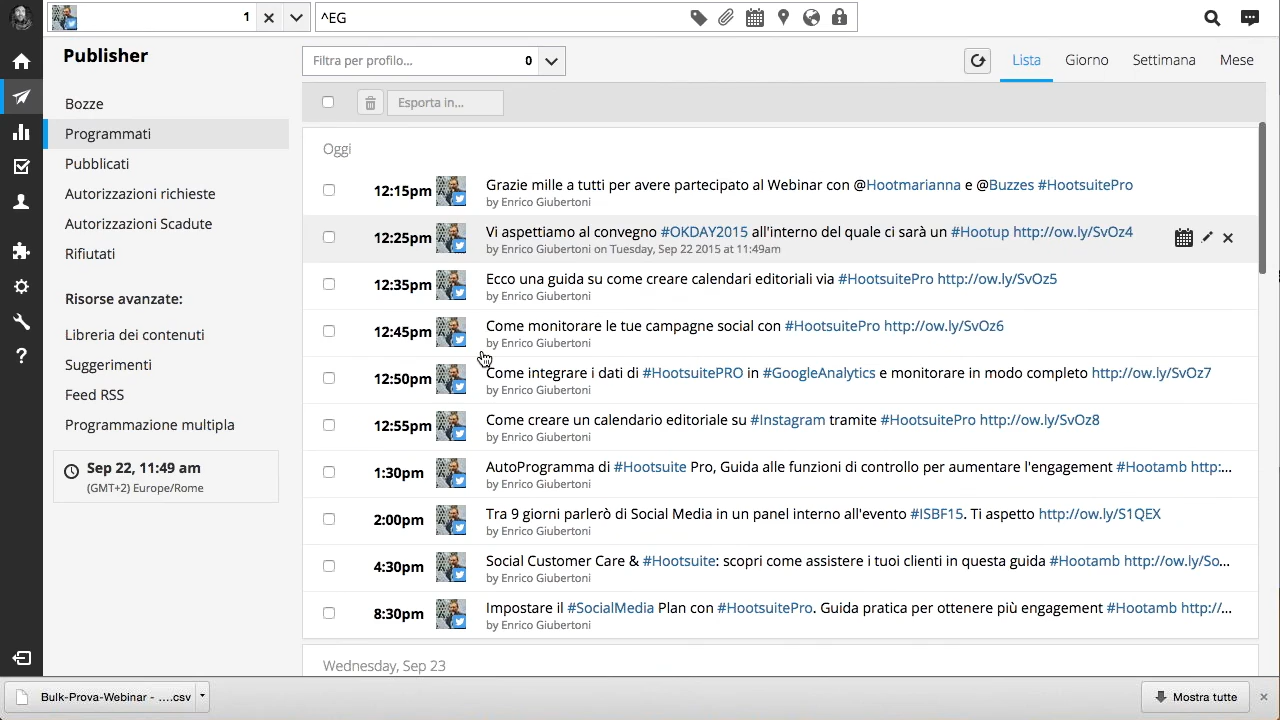 1
^EG
Publisher
Filtra per profilo...
0
Lista
Giorno
Settimana
Mese
Bozze
Programmati
Pubblicati
Autorizzazioni richieste
Autorizzazioni Scadute
Rifiutati
Risorse avanzate:
Libreria dei contenuti
Suggerimenti
Feed RSS
Programmazione multipla
Sep 22, 11:49 am
(GMT+2) Europe/Rome
Esporta in...
Oggi
12:15pm
Grazie mille a tutti per avere partecipato al Webinar con @Hootmarianna e @Buzzes #HootsuitePro
by Enrico Giubertoni
12:25pm
Vi aspettiamo al convegno #OKDAY2015 all'interno del quale ci sarà un #Hootup http://ow.ly/SvOz4
by Enrico Giubertoni on Tuesday, Sep 22 2015 at 11:49am
12:35pm
Ecco una guida su come creare calendari editoriali via #HootsuitePro http://ow.ly/SvOz5
by Enrico Giubertoni
12:45pm
Come monitorare le tue campagne social con #HootsuitePro http://ow.ly/SvOz6
by Enrico Giubertoni
12:50pm
Come integrare i dati di #HootsuitePRO in #GoogleAnalytics e monitorare in modo completo http://ow.ly/SvOz7
by Enrico Giubertoni
12:55pm
Come creare un calendario editoriale su #Instagram tramite #HootsuitePro http://ow.ly/SvOz8
by Enrico Giubertoni
1:30pm
AutoProgramma di #Hootsuite Pro, Guida alle funzioni di controllo per aumentare l'engagement #Hootamb http:...
by Enrico Giubertoni
2:00pm
Tra 9 giorni parlerò di Social Media in un panel interno all'evento #ISBF15. Ti aspetto http://ow.ly/S1QEX
by Enrico Giubertoni
4:30pm
Social Customer Care & #Hootsuite: scopri come assistere i tuoi clienti in questa guida #Hootamb http://ow.ly/So...
by Enrico Giubertoni
8:30pm
Impostare il #SocialMedia Plan con #HootsuitePro. Guida pratica per ottenere più engagement #Hootamb http://...
by Enrico Giubertoni
Wednesday, Sep 23
Bulk-Prova-Webinar - ....csv
Mostra tutte